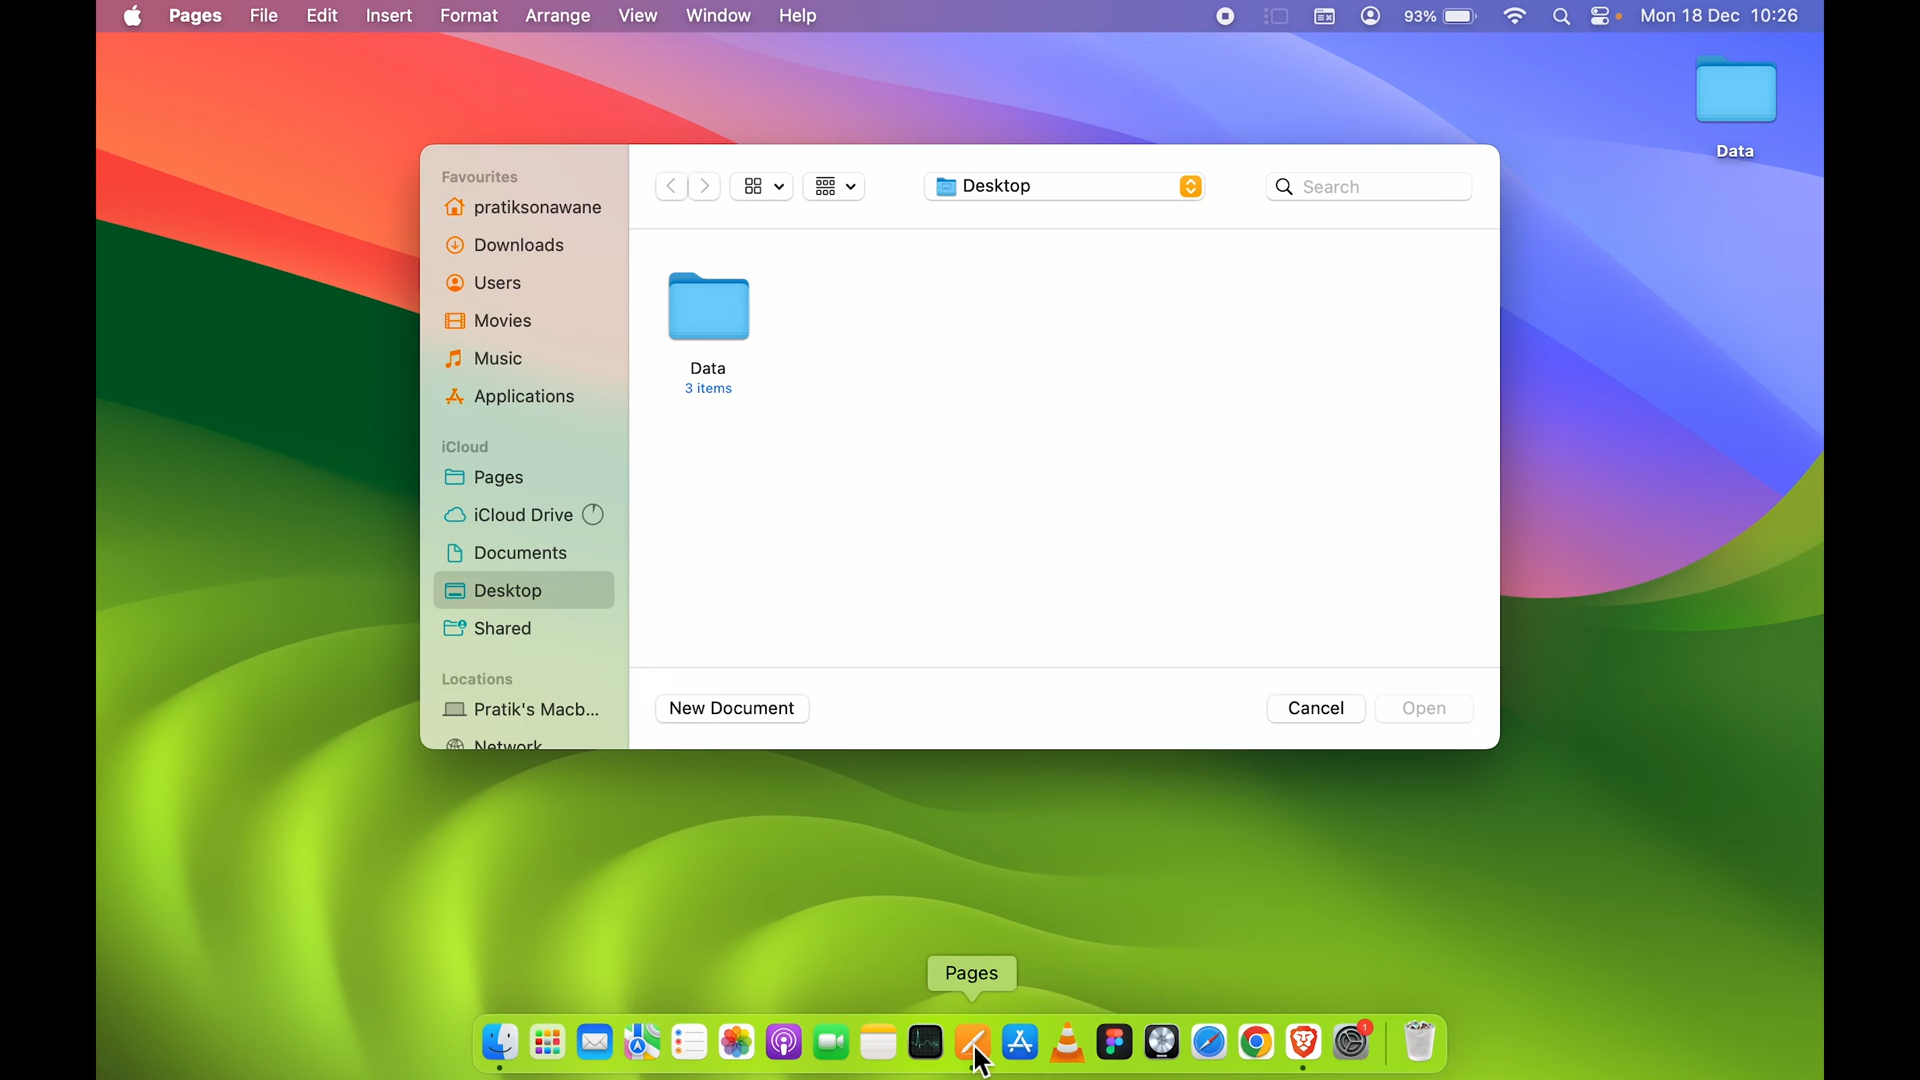 Pages File Edit Insert Format Arrange View Window Help 93% Mon 18 Dec 10:26
Data
Favourites
pratiksonawane
Downloads
Users
Movies
Music
Applications
iCloud
Pages
iCloud Drive
Documents
Desktop
Shared
Locations
Pratik's Macb...
Network
Desktop
Search
Data
3 items
New Document
Cancel
Open
Pages
1